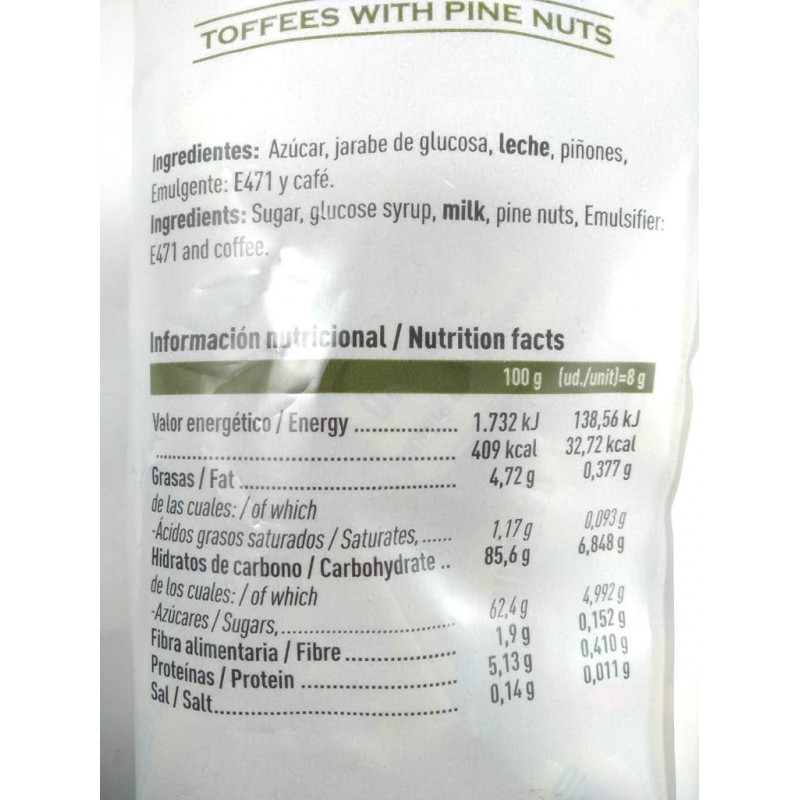 TOFFEES WITH PINE NUTS
Ingredientes: Azúcar, jarabe de glucosa, leche, piñones,
Emulgente: E471 y café.
Ingredients: Sugar, glucose syrup, milk, pine nuts, Emulsifier:
E471 and coffee.
Información nutricional / Nutrition facts
100 g (ud./unit)=8 g
Valor energético / Energy ................. 1.732 kJ 138,56 kJ
................. 409 kcal 32,72 kcal
Grasas / Fat ................. 4,72 g 0,377 g
de las cuales: / of which
-Ácidos grasos saturados / Saturates, ...... 1,17 g 0,093 g
Hidratos de carbono / Carbohydrate .. 85,6 g 6,848 g
de los cuales: / of which
-Azúcares / Sugars, ................. 62,4 g 4,992 g
Fibra alimentaria / Fibre ................. 1,9 g 0,152 g
Proteínas / Protein ................. 5,13 g 0,410 g
Sal / Salt ................. 0,14 g 0,011 g